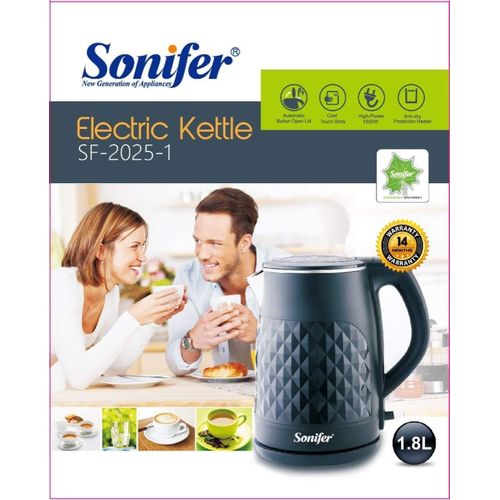 Sonifer®
New Generation of Appliances
Automatic
Button Open Lid
Cool
Touch Body
High-Power
1850W
Anti-dry
Protection Heater
Electric Kettle
SF-2025-1
Sonifer
WARRANTY
14
MONTHS
WARRANTY
Sonifer®
1.8L